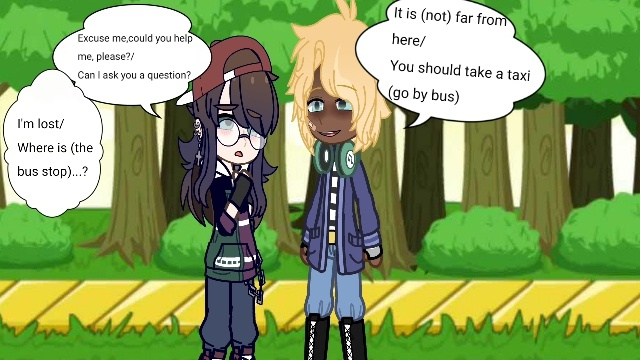 Excuse me,could you help
me, please?/
Can I ask you a question?
I'm lost/
Where is (the
bus stop)...?
It is (not) far from
here/
You should take a taxi
(go by bus)